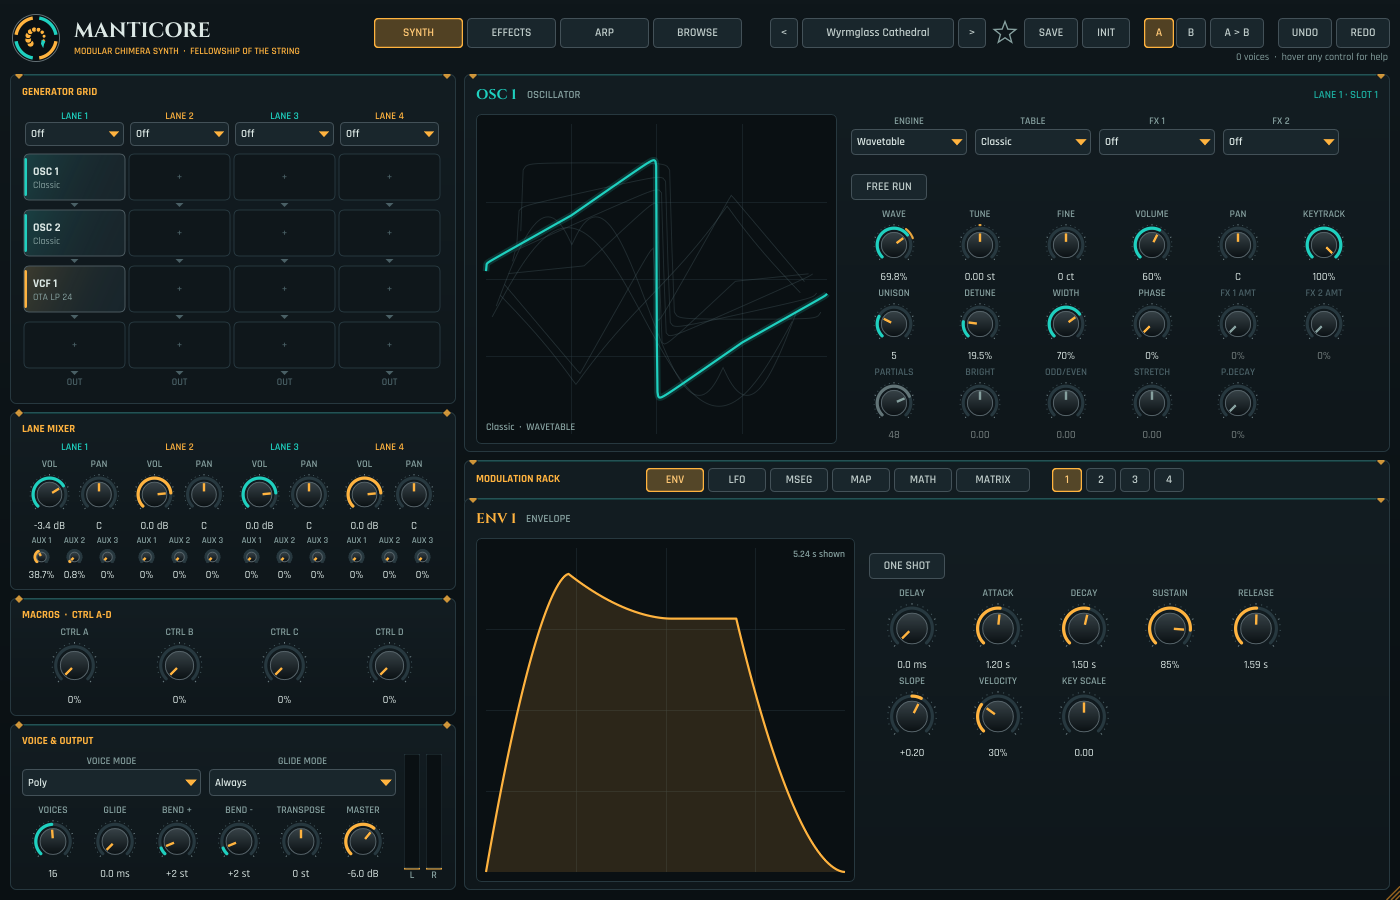 MANTICORE
MODULAR CHIMERA SYNTH · FELLOWSHIP OF THE STRING
SYNTH EFFECTS ARP BROWSE < Wyrmglass Cathedral > SAVE INIT A B A > B UNDO REDO
0 voices · hover any control for help
GENERATOR GRID
LANE 1 LANE 2 LANE 3 LANE 4
Off Off Off Off
OSC 1
Classic
+ + +
OSC 2
Classic
+ + +
VCF 1
OTA LP 24
+ + +
+ + + +
OUT OUT OUT OUT
LANE MIXER
LANE 1 LANE 2 LANE 3 LANE 4
VOL PAN VOL PAN VOL PAN VOL PAN
-3.4 dB C 0.0 dB C 0.0 dB C 0.0 dB C
AUX 1 AUX 2 AUX 3 AUX 1 AUX 2 AUX 3 AUX 1 AUX 2 AUX 3 AUX 1 AUX 2 AUX 3
38.7% 0.8% 0% 0% 0% 0% 0% 0% 0% 0% 0% 0%
MACROS · CTRL A-D
CTRL A CTRL B CTRL C CTRL D
0% 0% 0% 0%
VOICE & OUTPUT
VOICE MODE GLIDE MODE
Poly Always
VOICES GLIDE BEND + BEND - TRANSPOSE MASTER
16 0.0 ms +2 st +2 st 0 st -6.0 dB
L R
OSC 1 OSCILLATOR LANE 1 · SLOT 1
Classic · WAVETABLE
ENGINE TABLE FX 1 FX 2
Wavetable Classic Off Off
FREE RUN
WAVE TUNE FINE VOLUME PAN KEYTRACK
69.8% 0.00 st 0 ct 60% C 100%
UNISON DETUNE WIDTH PHASE FX 1 AMT FX 2 AMT
5 19.5% 70% 0% 0% 0%
PARTIALS BRIGHT ODD/EVEN STRETCH P.DECAY
48 0.00 0.00 0.00 0%
MODULATION RACK ENV LFO MSEG MAP MATH MATRIX 1 2 3 4
ENV 1 ENVELOPE
5.24 s shown
ONE SHOT
DELAY ATTACK DECAY SUSTAIN RELEASE
0.0 ms 1.20 s 1.50 s 85% 1.59 s
SLOPE VELOCITY KEY SCALE
+0.20 30% 0.00